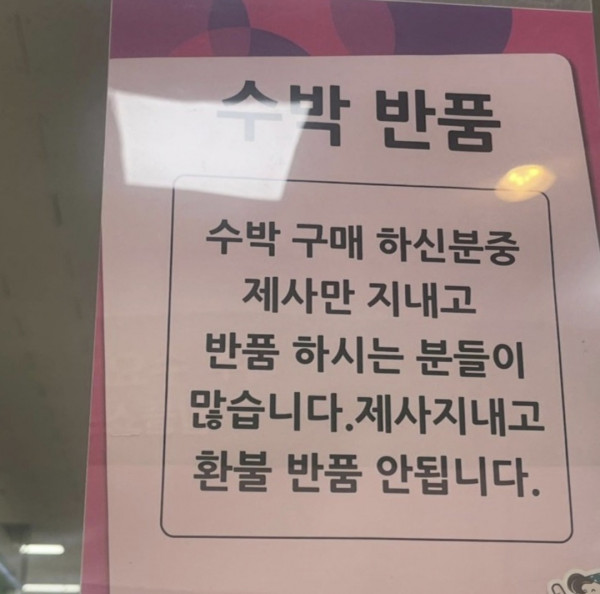 수박 반품
수박 구매 하신분중
제사만 지내고
반품 하시는 분들이
많습니다.제사지내고
환불 반품 안됩니다.